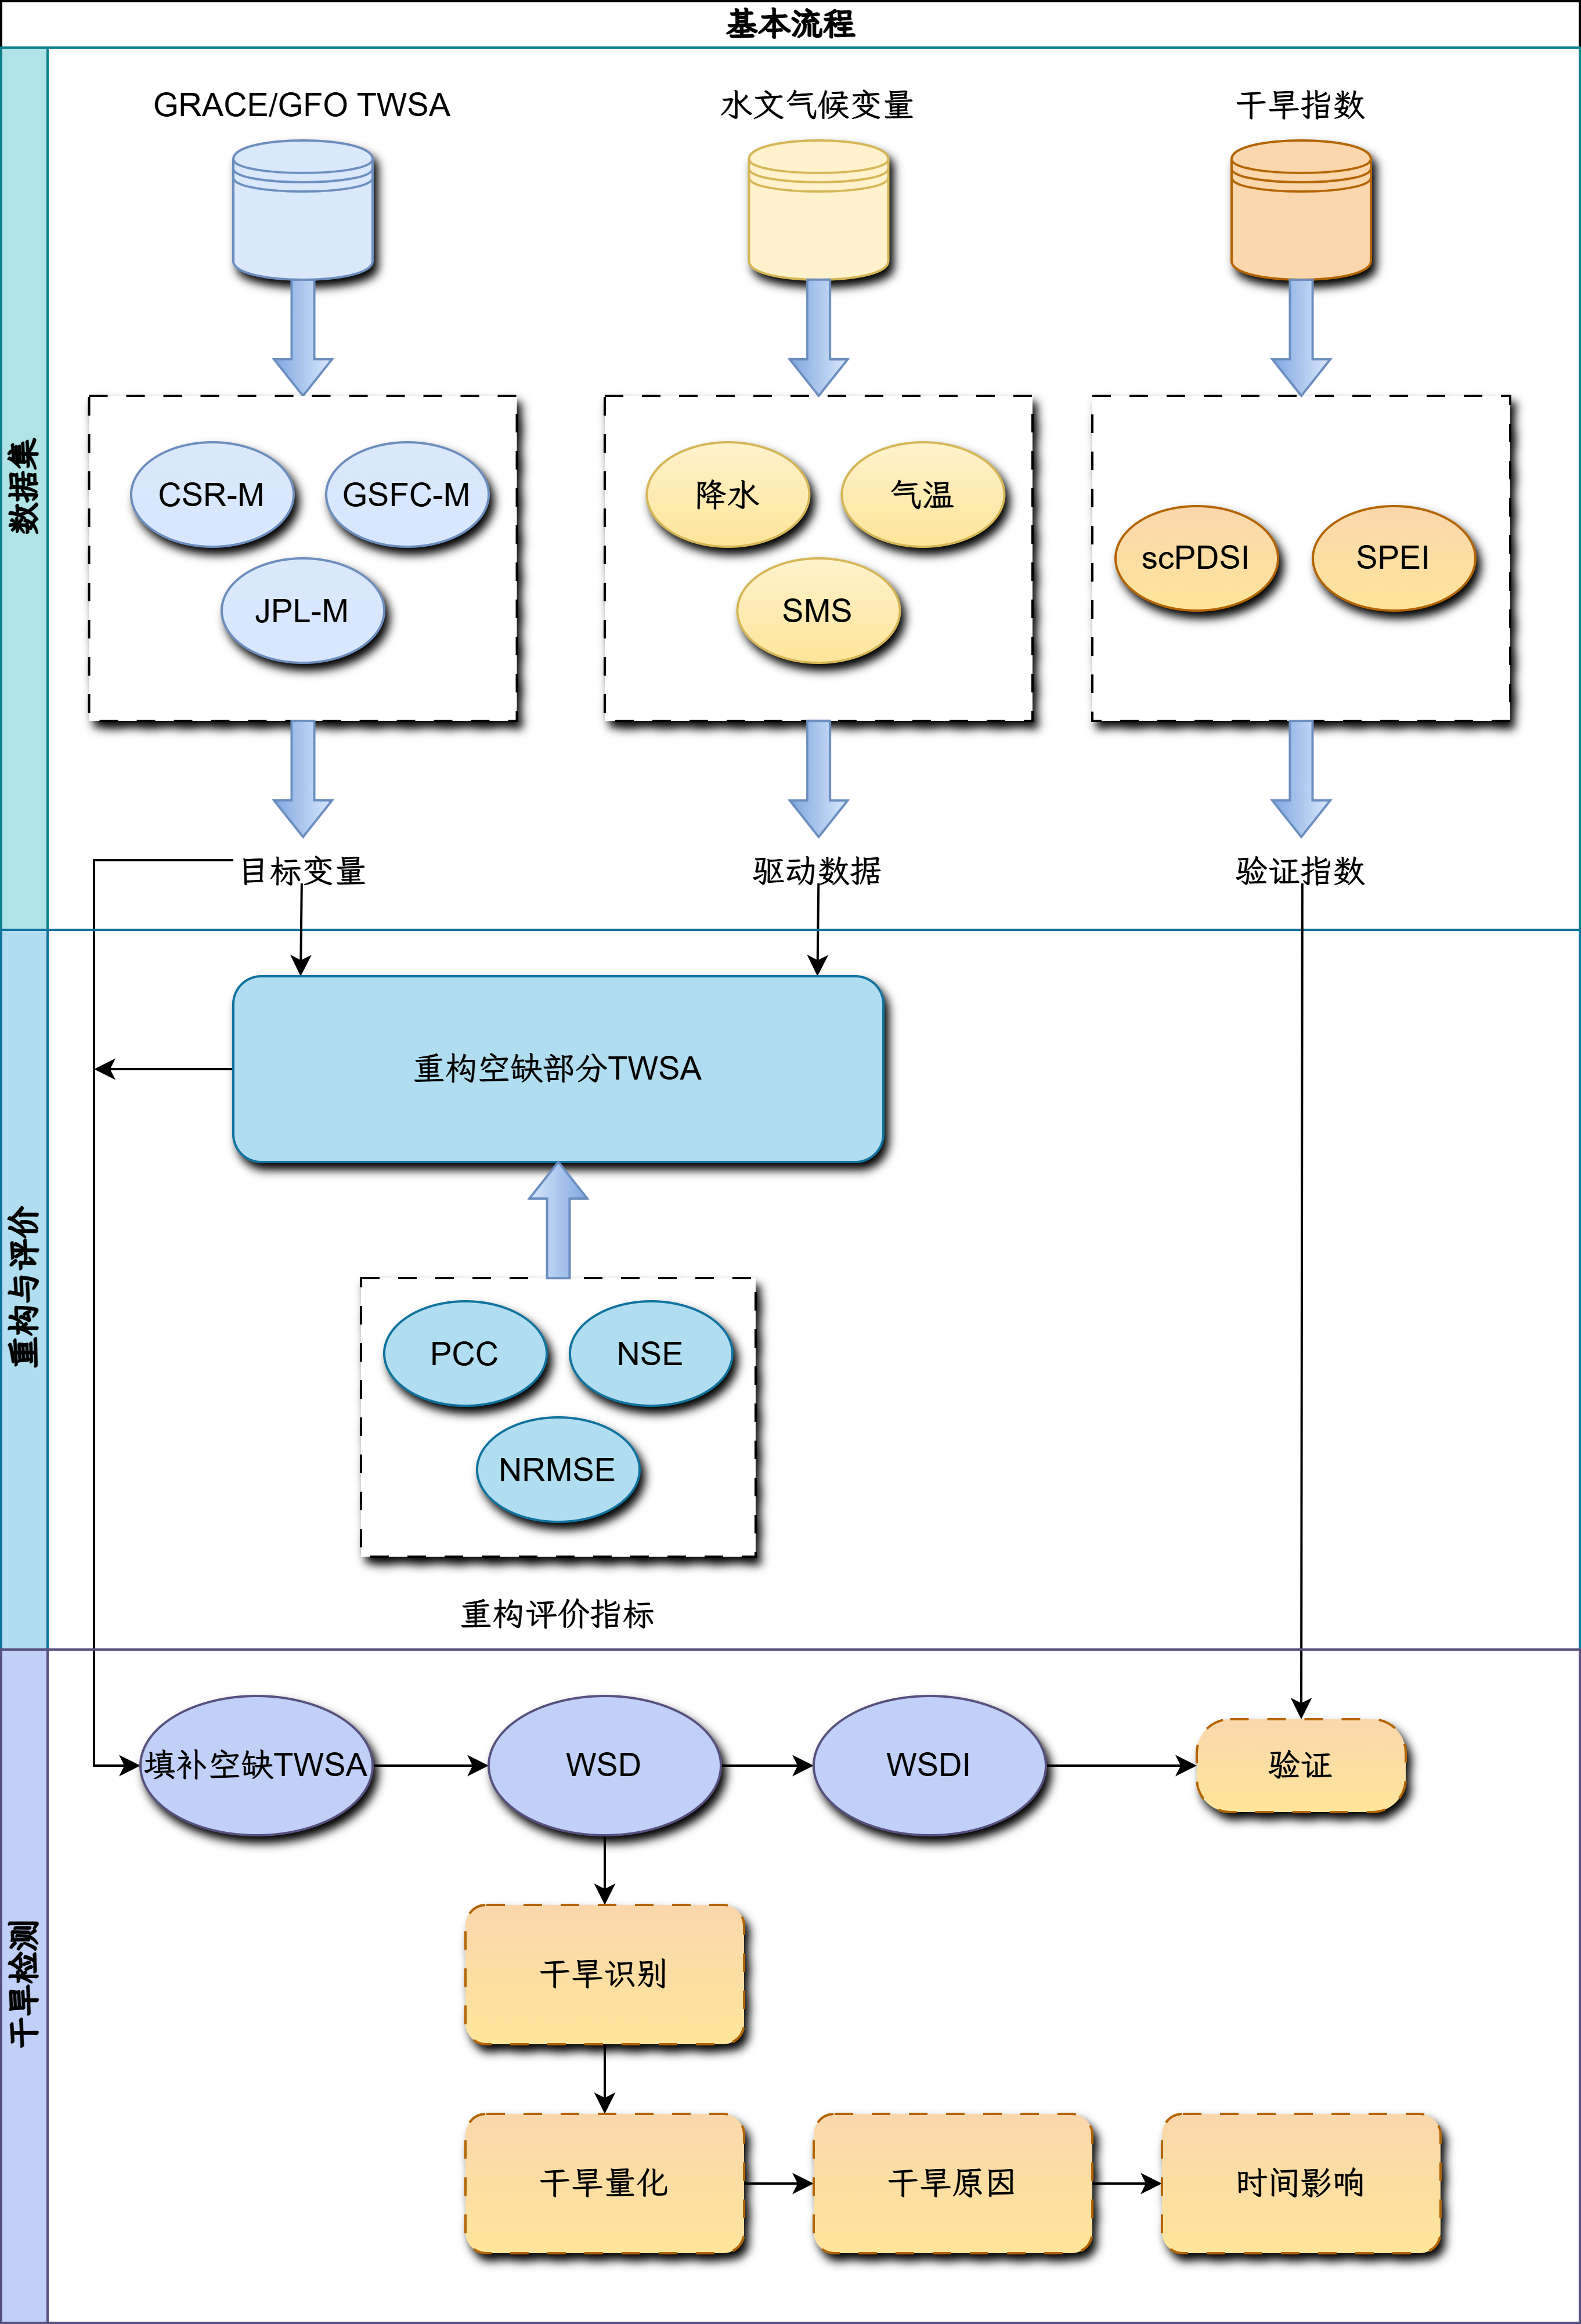 基本流程
数据集
GRACE/GFO TWSA
水文气候变量
干旱指数
CSR-M
GSFC-M
JPL-M
降水
气温
SMS
scPDSI
SPEI
目标变量
驱动数据
验证指数
重构与评价
重构空缺部分TWSA
PCC
NSE
NRMSE
重构评价指标
干旱检测
填补空缺TWSA
WSD
WSDI
验证
干旱识别
干旱量化
干旱原因
时间影响